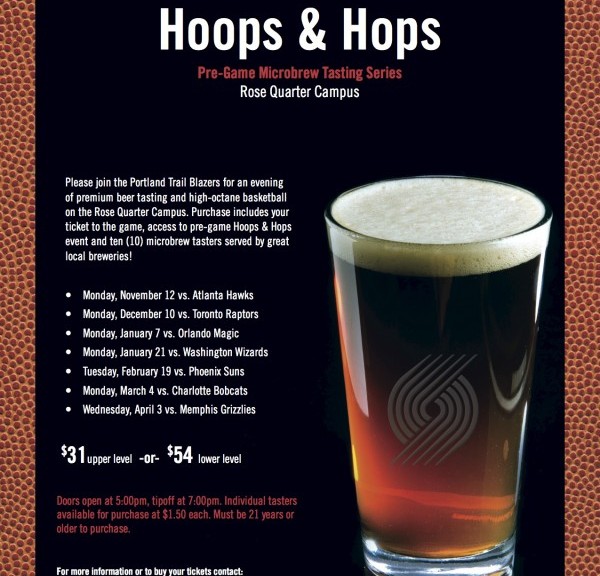 Hoops & Hops
Pre-Game Microbrew Tasting Series
Rose Quarter Campus
Please join the Portland Trail Blazers for an evening
of premium beer tasting and high-octane basketball
on the Rose Quarter Campus. Purchase includes your
ticket to the game, access to pre-game Hoops & Hops
event and ten (10) microbrew tasters served by great
local breweries!
• Monday, November 12 vs. Atlanta Hawks
• Monday, December 10 vs. Toronto Raptors
• Monday, January 7 vs. Orlando Magic
• Monday, January 21 vs. Washington Wizards
• Tuesday, February 19 vs. Phoenix Suns
• Monday, March 4 vs. Charlotte Bobcats
• Wednesday, April 3 vs. Memphis Grizzlies
$31 upper level -or- $54 lower level
Doors open at 5:00pm, tipoff at 7:00pm. Individual tasters
available for purchase at $1.50 each. Must be 21 years or
older to purchase.
For more information or to buy your tickets contact: